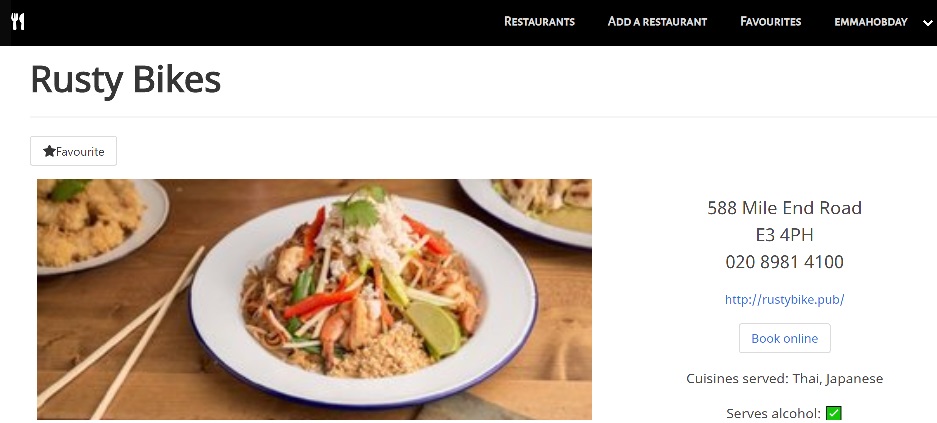 Restaurants Add a restaurant Favourites emmahobday
Rusty Bikes
★Favourite
588 Mile End Road
E3 4PH
020 8981 4100
http://rustybike.pub/
Book online
Cuisines served: Thai, Japanese
Serves alcohol: ✅